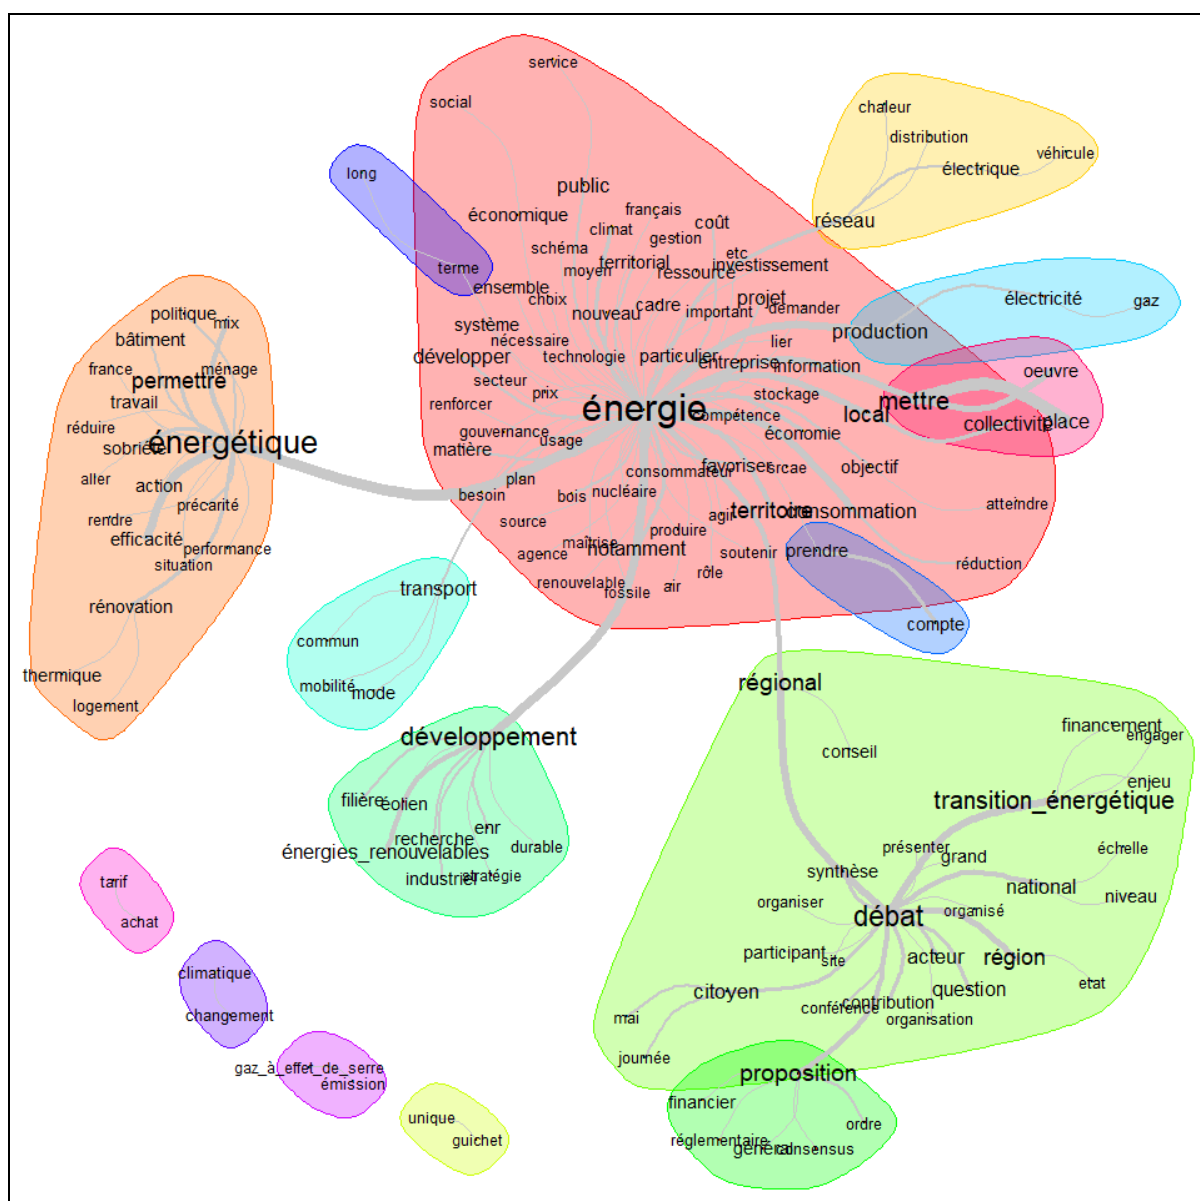 service
social
chaleur
distribution
véhicule
électrique
long
public
français
économique
climat
coût
réseau
gestion
schéma
etc
territorial
investissement
terme
moyen
ressource
ensemble
choix
cadre
projet
électricité
gaz
politique
mix
nouveau
important
demander
système
production
bâtiment
nécessaire
lier
développer
technologie
particulier
entreprise
information
france
ménage
permettre
secteur
oeuvre
travail
prix
stockage
mettre
renforcer
énergie
compétence
local
réduire
gouvernance
usage
économie
collectivité
place
sobriété
énergétique
matière
consommateur
favoriser
srcae
objectif
aller
action
plan
besoin
bois
nucléaire
précarité
atteindre
rendre
source
territoire
consommation
agir
efficacité
performance
maîtrise
produire
situation
agence
notamment
soutenir
prendre
réduction
rénovation
transport
renouvelable
fossile
air
rôle
commun
compte
thermique
mobilité
mode
régional
logement
développement
conseil
financement
engager
filière
éolien
enjeu
transition_énergétique
enr
recherche
durable
présenter
échelle
énergies_renouvelables
grand
industriel
stratégie
synthèse
national
tarif
organiser
débat
organisé
niveau
achat
participant
site
acteur
région
climatique
citoyen
question
etat
changement
mai
conférence
contribution
organisation
journée
gaz_à_effet_de_serre
émission
proposition
financier
unique
guichet
ordre
réglementaire
général
consensus